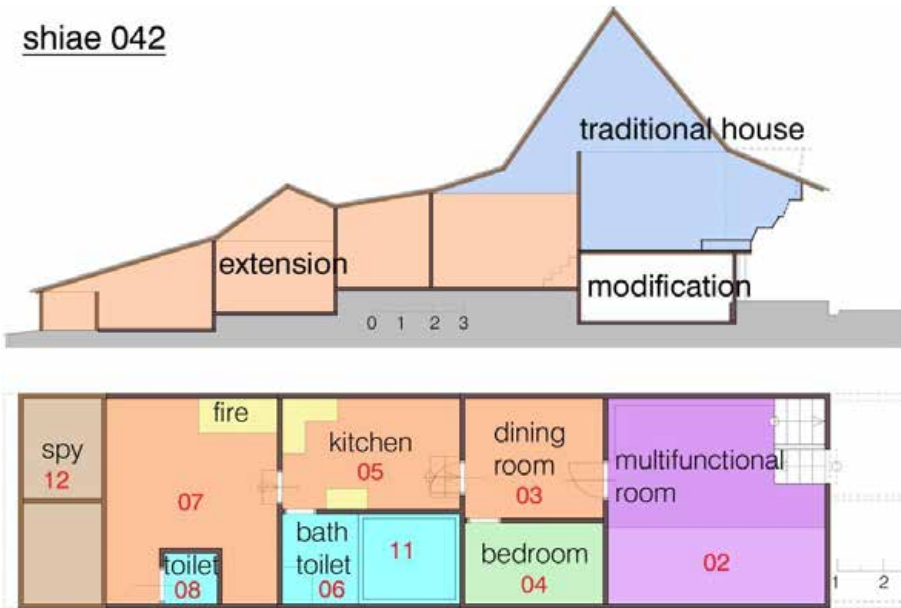 shiae 042
traditional house
extension
modification
0 1 2 3
fire
spy
12
kitchen
05
dining
room
03
multifunctional
room
07
bath
toilet
06
11
toilet
08
bedroom
04
02
1 2